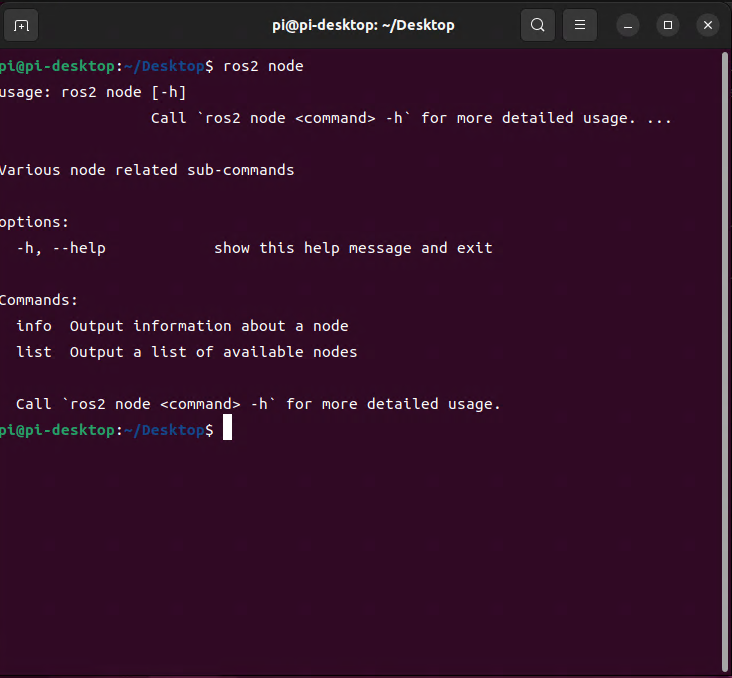 pi@pi-desktop: ~/Desktop
pi@pi-desktop:~/Desktop$ ros2 node
usage: ros2 node [-h]
                 Call `ros2 node <command> -h` for more detailed usage. ...

Various node related sub-commands

options:
  -h, --help            show this help message and exit

Commands:
  info  Output information about a node
  list  Output a list of available nodes

  Call `ros2 node <command> -h` for more detailed usage.
pi@pi-desktop:~/Desktop$